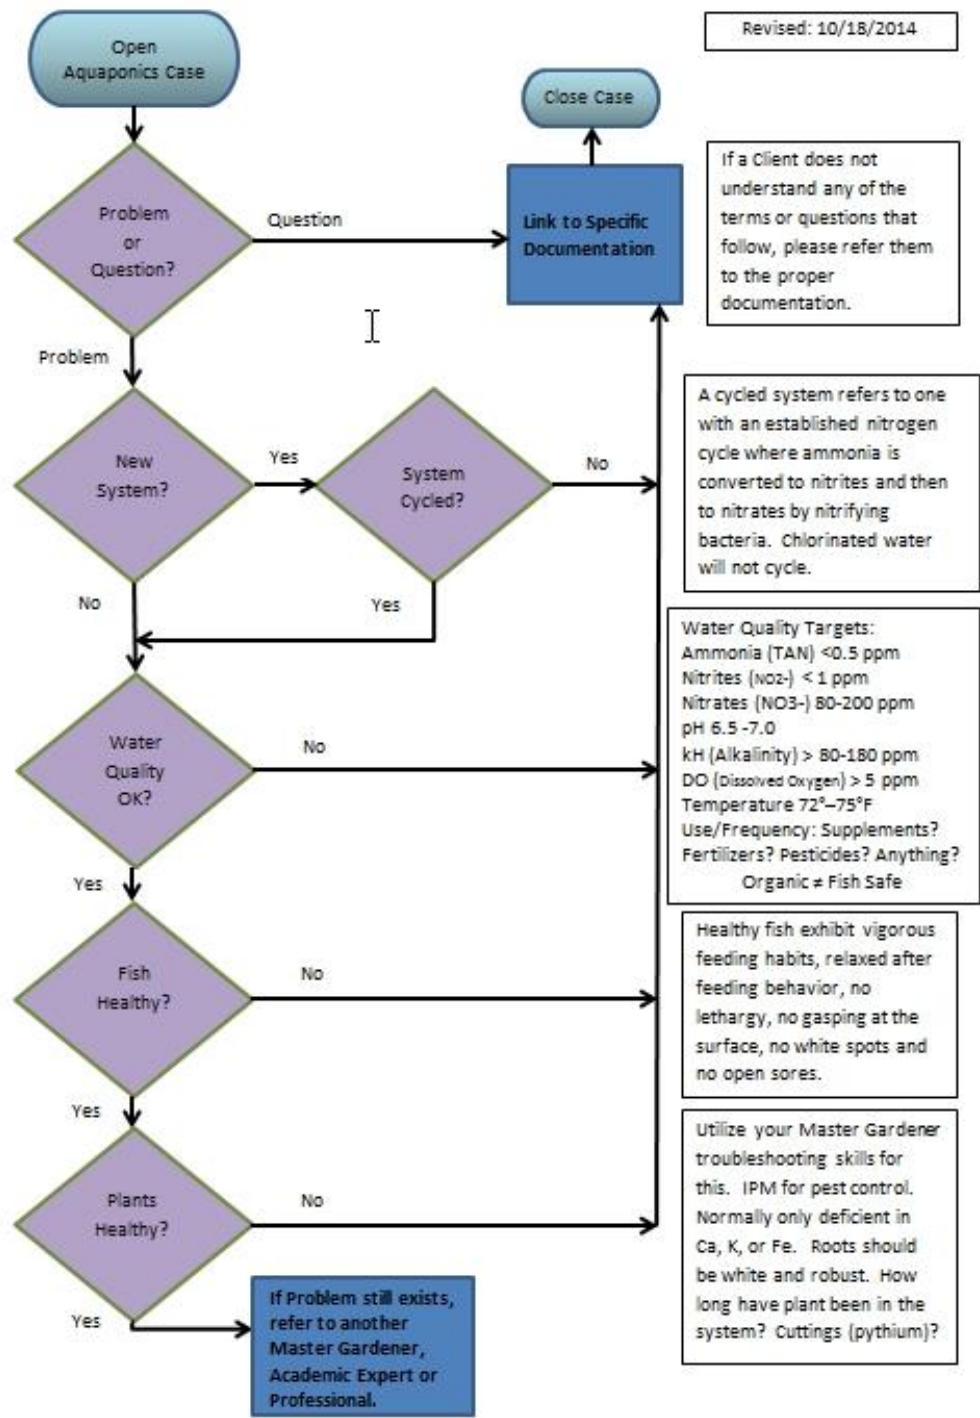 Open
Aquaponics Case
Revised: 10/18/2014
Close Case
Problem
or
Question?
Question
Link to Specific
Documentation
If a Client does not
understand any of the
terms or questions that
follow, please refer them
to the proper
documentation.
Problem
New
System?
Yes
System
Cycled?
No
A cycled system refers to one
with an established nitrogen
cycle where ammonia is
converted to nitrites and then
to nitrates by nitrifying
bacteria. Chlorinated water
will not cycle.
No
Yes
Water
Quality
OK?
No
Water Quality Targets:
Ammonia (TAN) <0.5 ppm
Nitrites (NO2-) < 1 ppm
Nitrates (NO3-) 80-200 ppm
pH 6.5 -7.0
kH (Alkalinity) > 80-180 ppm
DO (Dissolved Oxygen) > 5 ppm
Temperature 72°–75°F
Use/Frequency: Supplements?
Fertilizers? Pesticides? Anything?
Organic ≠ Fish Safe
Yes
Fish
Healthy?
No
Healthy fish exhibit vigorous
feeding habits, relaxed after
feeding behavior, no
lethargy, no gasping at the
surface, no white spots and
no open sores.
Yes
Plants
Healthy?
No
Utilize your Master Gardener
troubleshooting skills for
this. IPM for pest control.
Normally only deficient in
Ca, K, or Fe. Roots should
be white and robust. How
long have plant been in the
system? Cuttings (pythium)?
Yes
If Problem still exists,
refer to another
Master Gardener,
Academic Expert or
Professional.